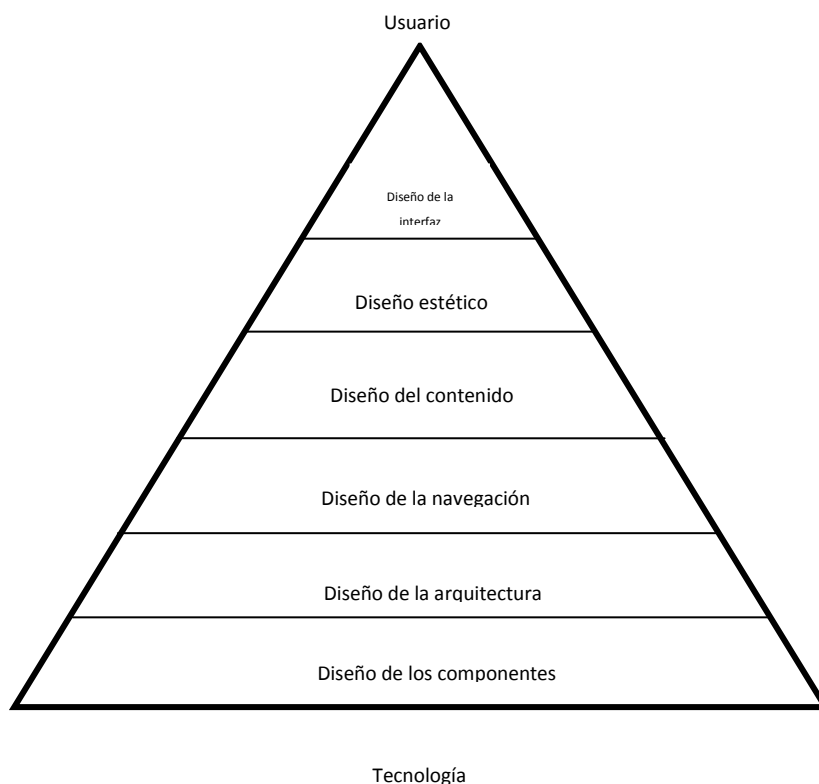 Usuario
Diseño de la
interfaz
Diseño estético
Diseño del contenido
Diseño de la navegación
Diseño de la arquitectura
Diseño de los componentes
Tecnología